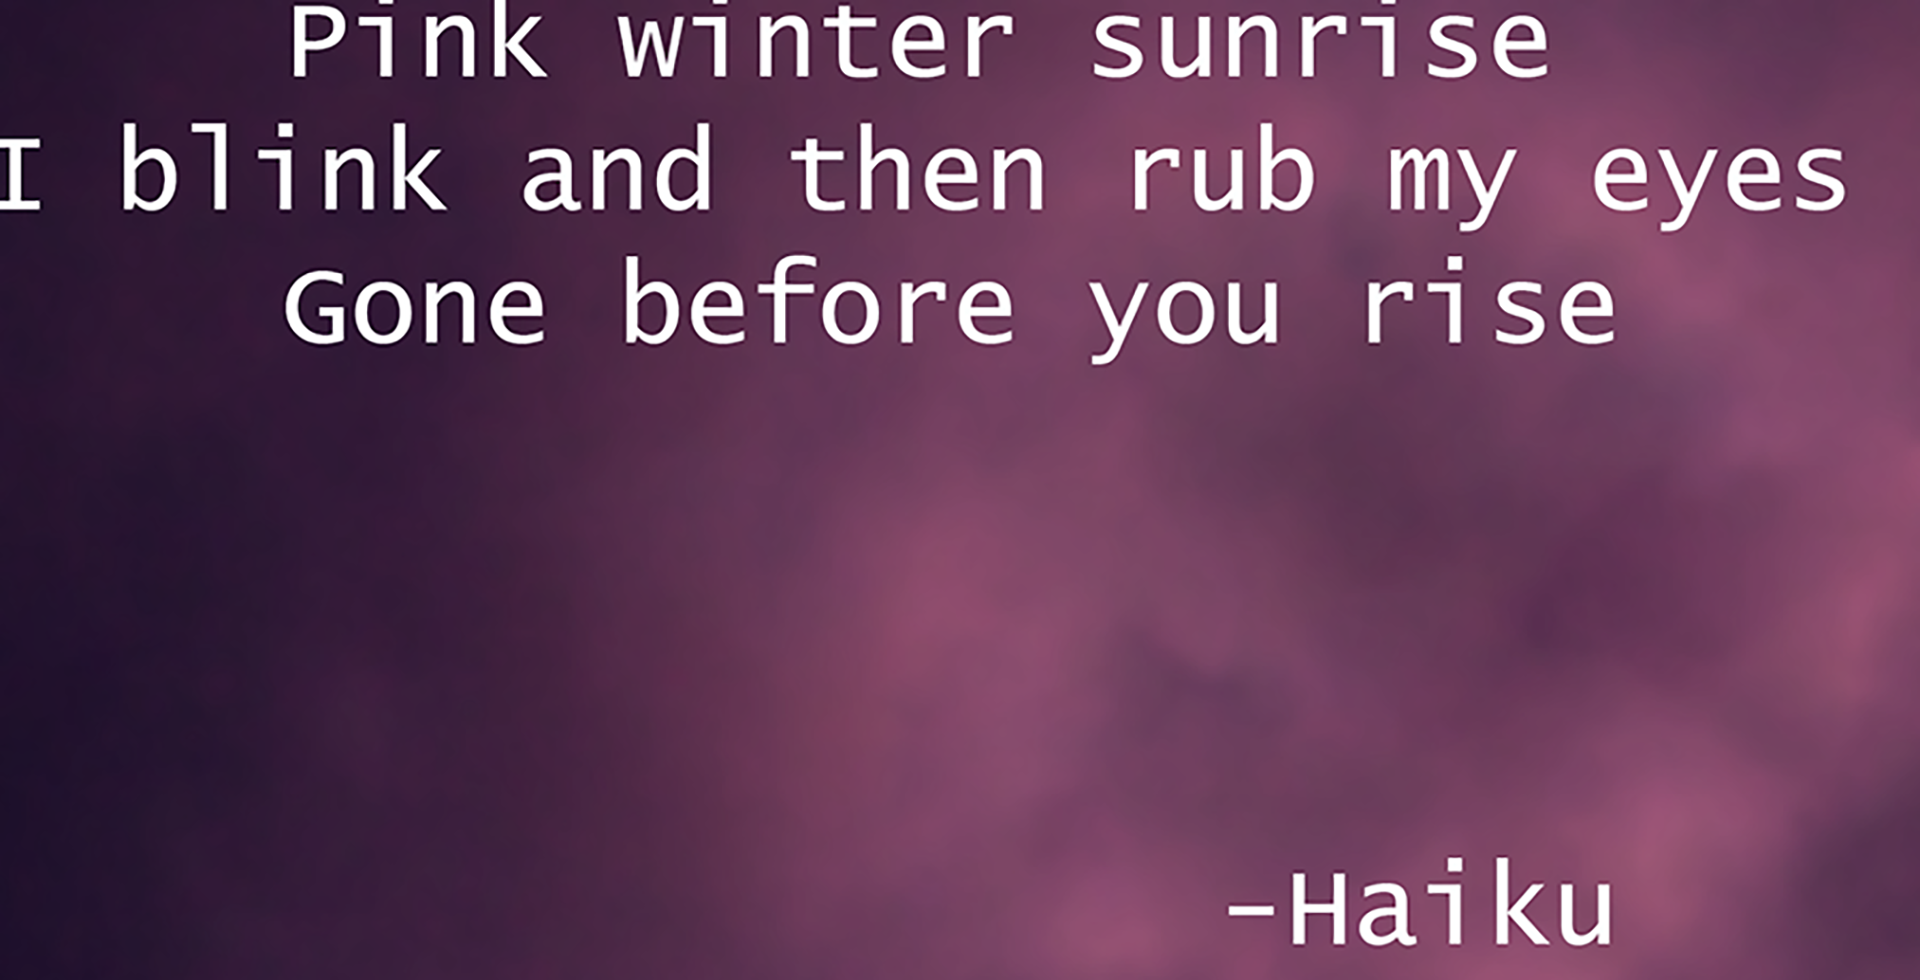 Pink winter sunrise
I blink and then rub my eyes
Gone before you rise
-Haiku